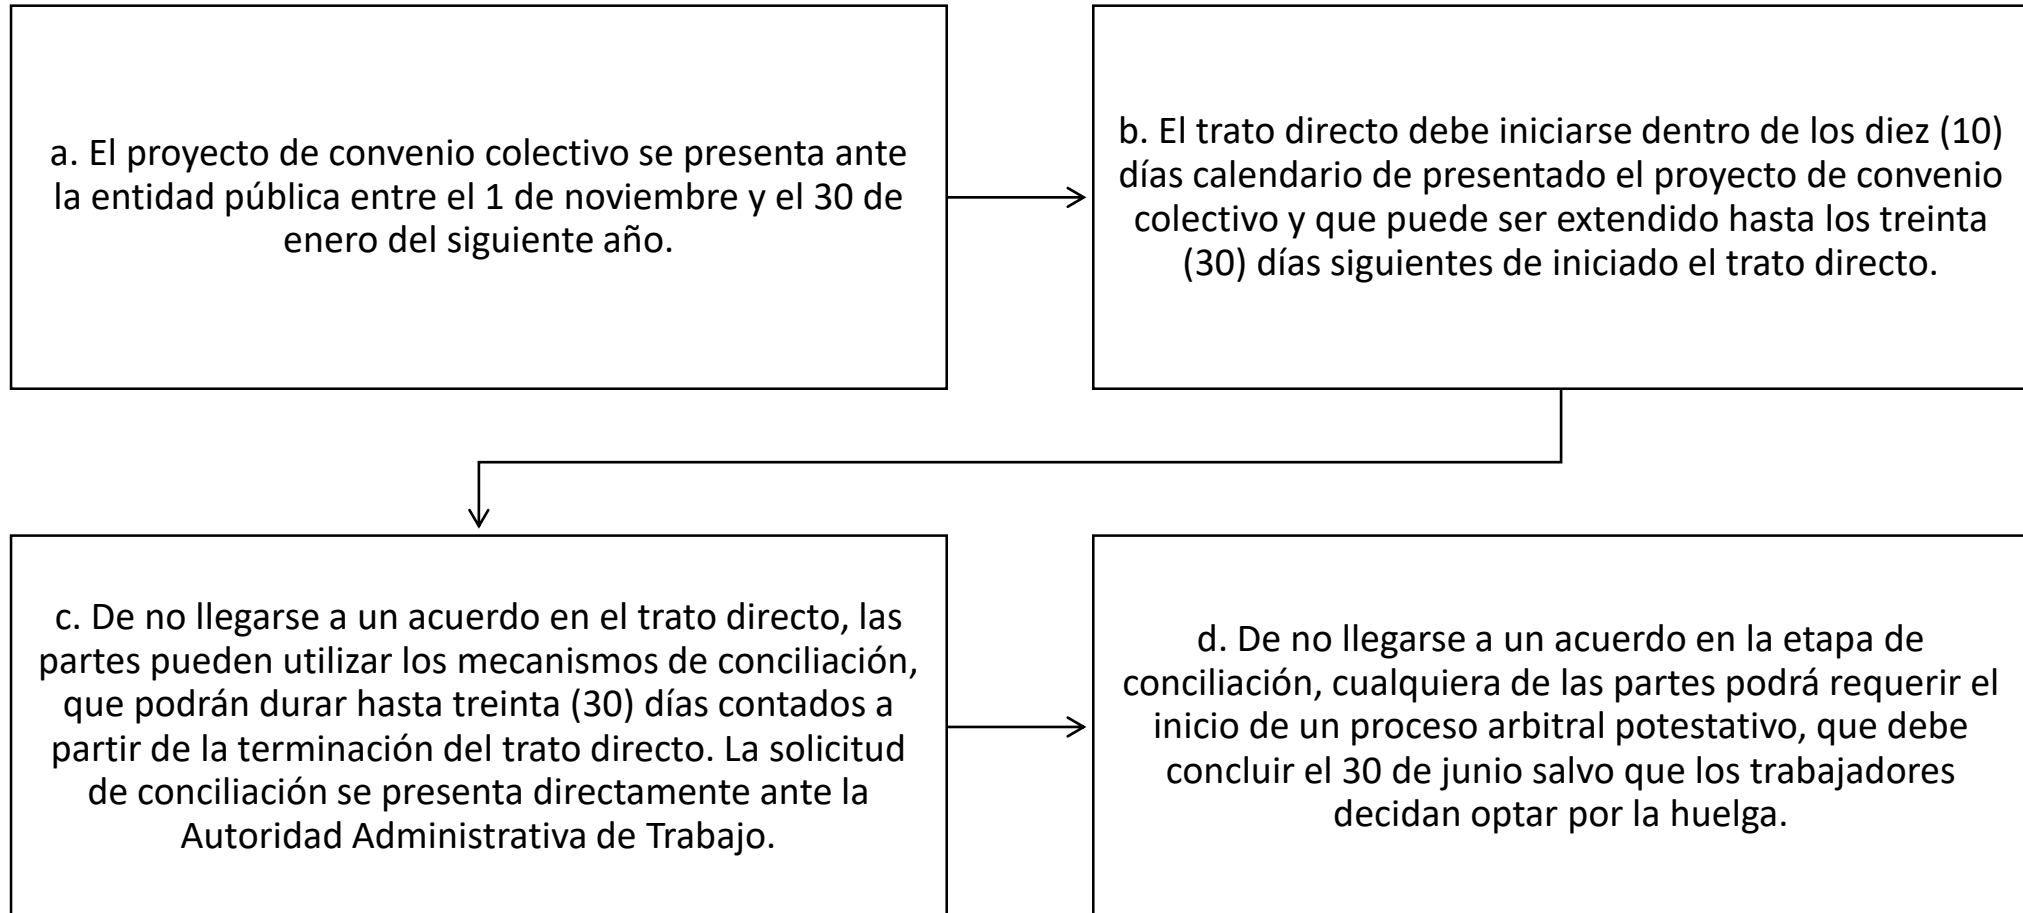 a. El proyecto de convenio colectivo se presenta ante
la entidad pública entre el 1 de noviembre y el 30 de
enero del siguiente año.
b. El trato directo debe iniciarse dentro de los diez (10)
días calendario de presentado el proyecto de convenio
colectivo y que puede ser extendido hasta los treinta
(30) días siguientes de iniciado el trato directo.
c. De no llegarse a un acuerdo en el trato directo, las
partes pueden utilizar los mecanismos de conciliación,
que podrán durar hasta treinta (30) días contados a
partir de la terminación del trato directo. La solicitud
de conciliación se presenta directamente ante la
Autoridad Administrativa de Trabajo.
d. De no llegarse a un acuerdo en la etapa de
conciliación, cualquiera de las partes podrá requerir el
inicio de un proceso arbitral potestativo, que debe
concluir el 30 de junio salvo que los trabajadores
decidan optar por la huelga.